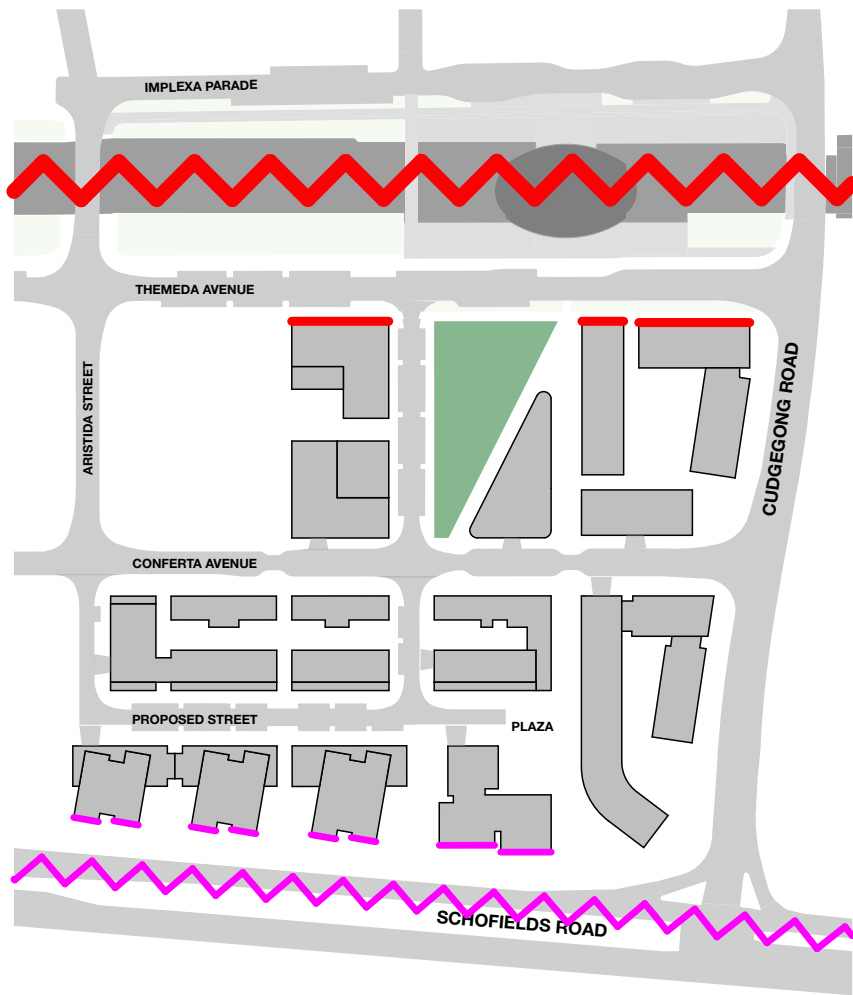 IMPLEXA PARADE
THEMEDA AVENUE
ARISTIDA STREET
CUDGEGONG ROAD
CONFERTA AVENUE
PROPOSED STREET
PLAZA
SCHOFIELDS ROAD